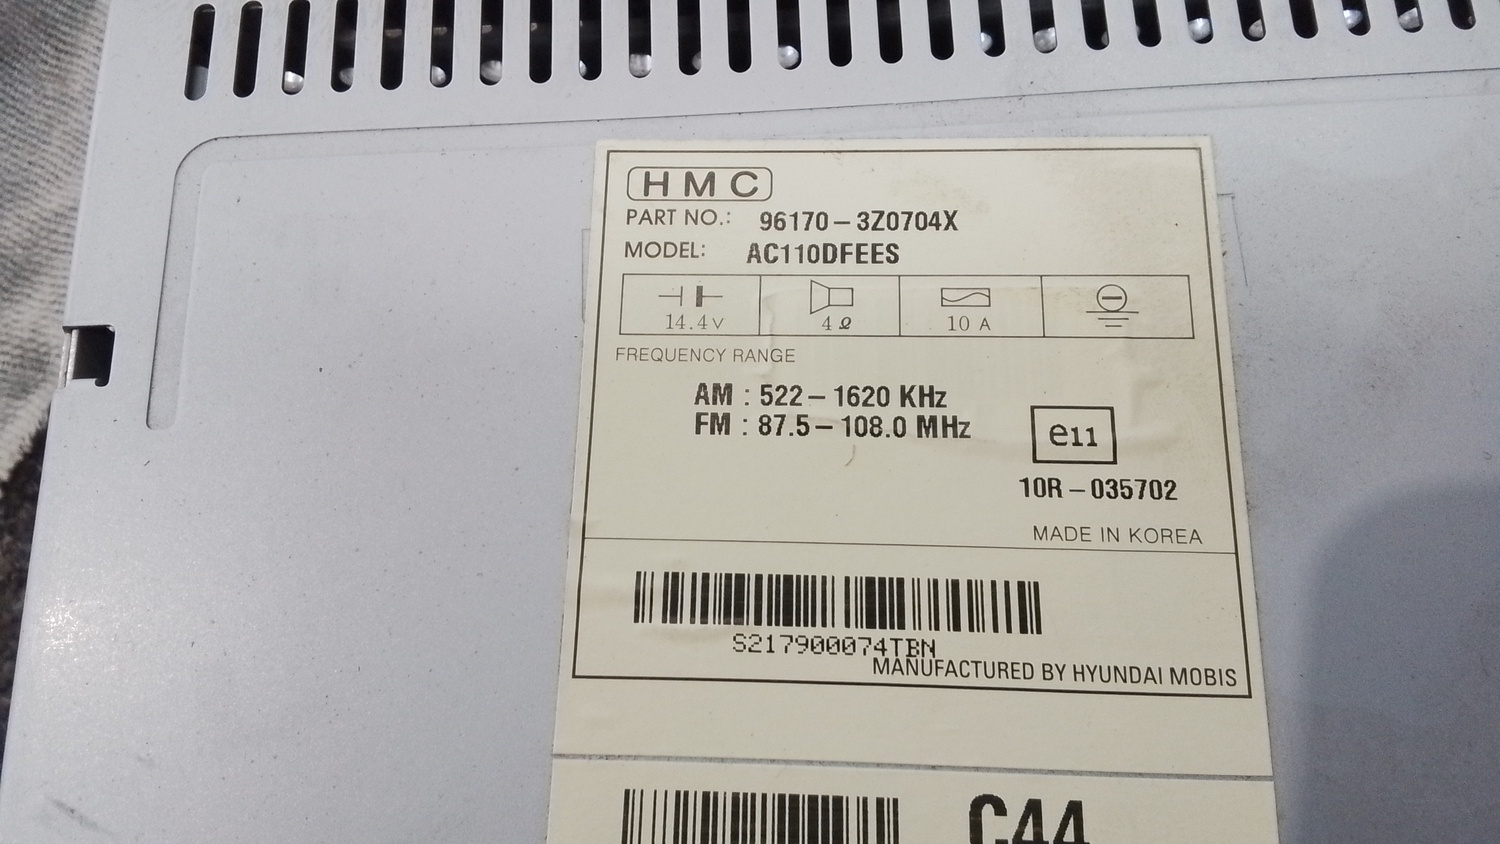 HMC
PART NO.: 96170-3Z0704X
MODEL: AC110DFEES
14.4V 4Ω 10 A
FREQUENCY RANGE
AM : 522-1620 KHz
FM : 87.5-108.0 MHz
e11
10R-035702
MADE IN KOREA
S217900074TBN
MANUFACTURED BY HYUNDAI MOBIS
C44